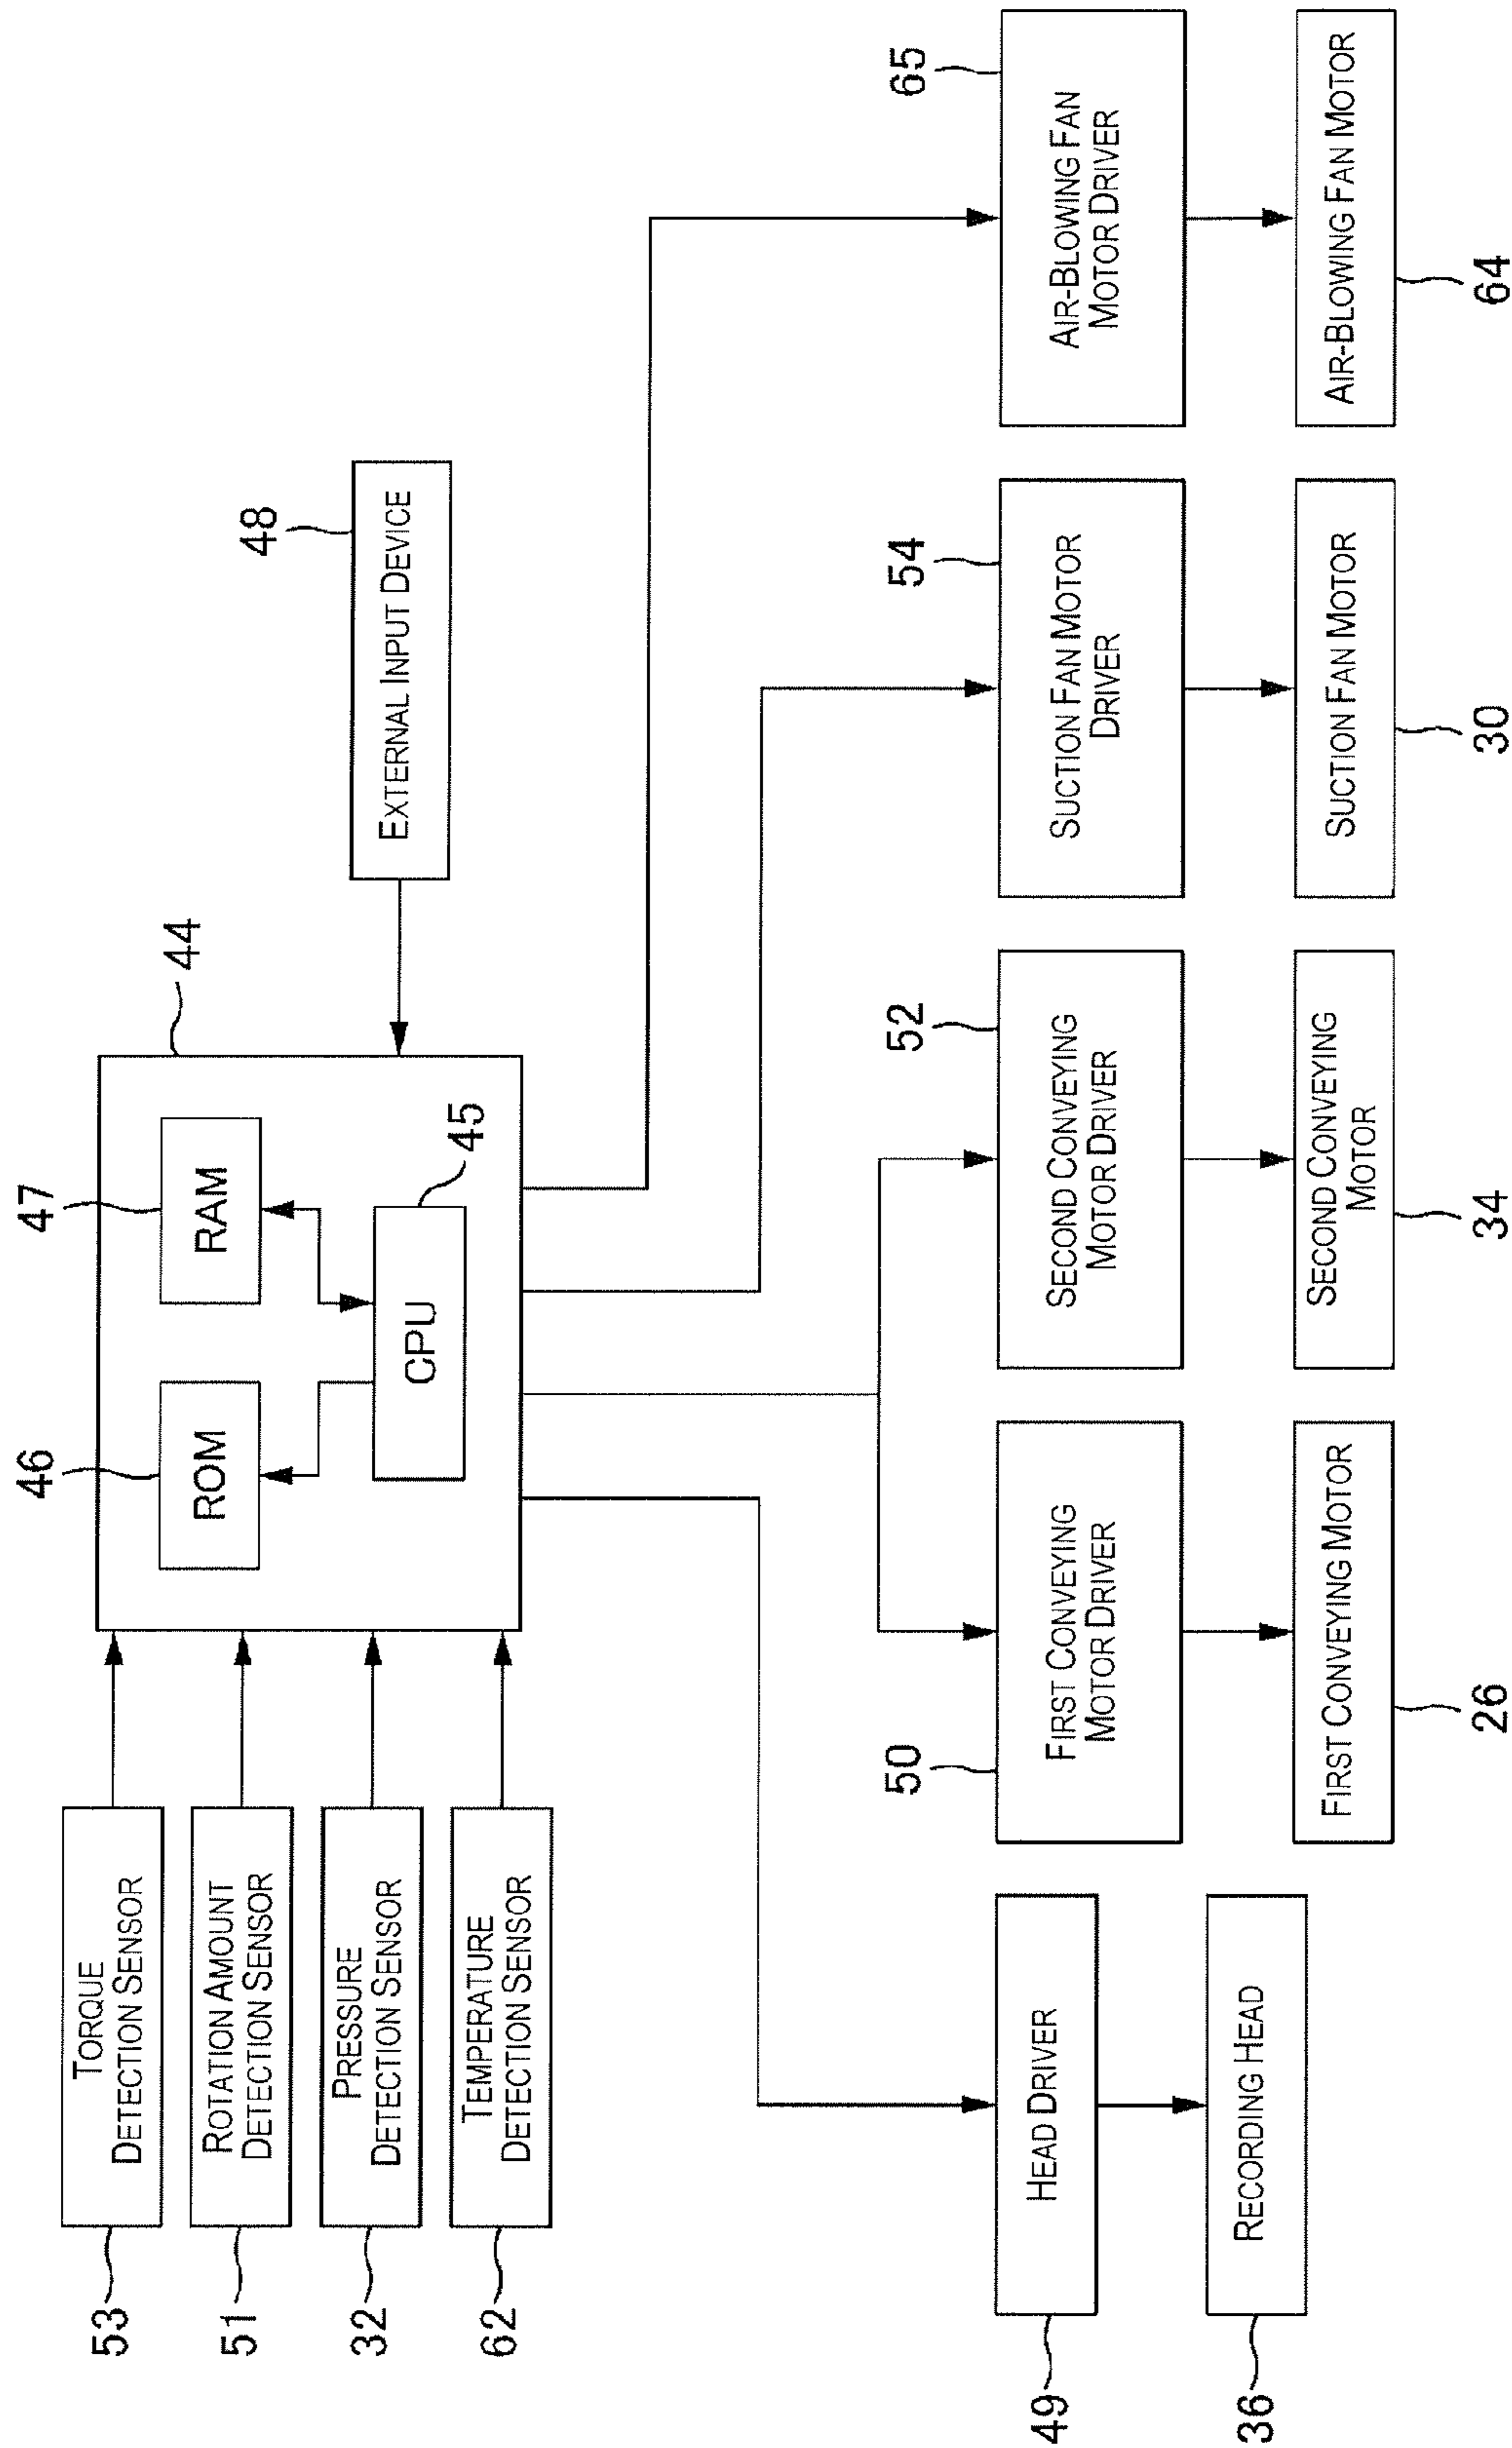 53
TORQUE
DETECTION SENSOR
51
ROTATION AMOUNT
DETECTION SENSOR
32
PRESSURE
DETECTION SENSOR
62
TEMPERATURE
DETECTION SENSOR
46
ROM
47
RAM
CPU
45
44
48
EXTERNAL INPUT DEVICE
49
HEAD DRIVER
36
RECORDING HEAD
50
FIRST CONVEYING
MOTOR DRIVER
FIRST CONVEYING MOTOR
26
52
SECOND CONVEYING
MOTOR DRIVER
SECOND CONVEYING
MOTOR
34
54
SUCTION FAN MOTOR
DRIVER
SUCTION FAN MOTOR
30
65
AIR-BLOWING FAN
MOTOR DRIVER
AIR-BLOWING FAN MOTOR
64